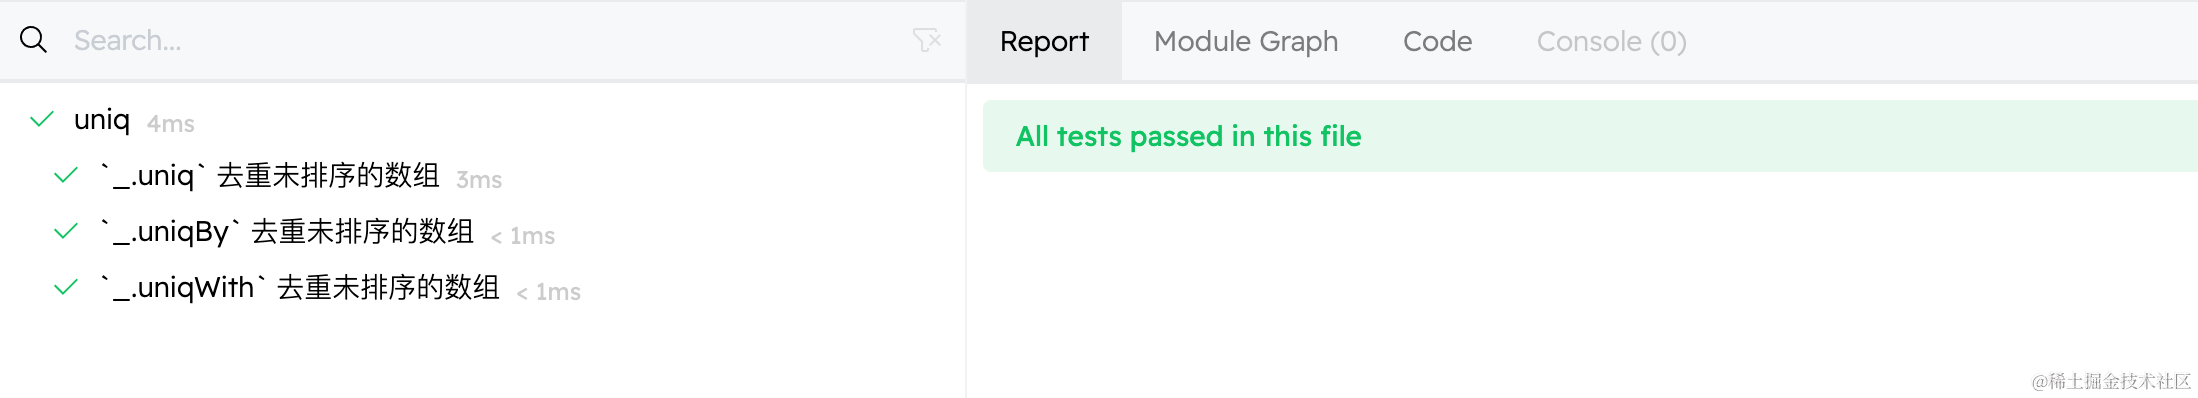 Search...
uniq 4ms
`_.uniq` 去重未排序的数组 3ms
`_.uniqBy` 去重未排序的数组 < 1ms
`_.uniqWith` 去重未排序的数组 < 1ms
Report Module Graph Code Console (0)
All tests passed in this file
@稀土掘金技术社区